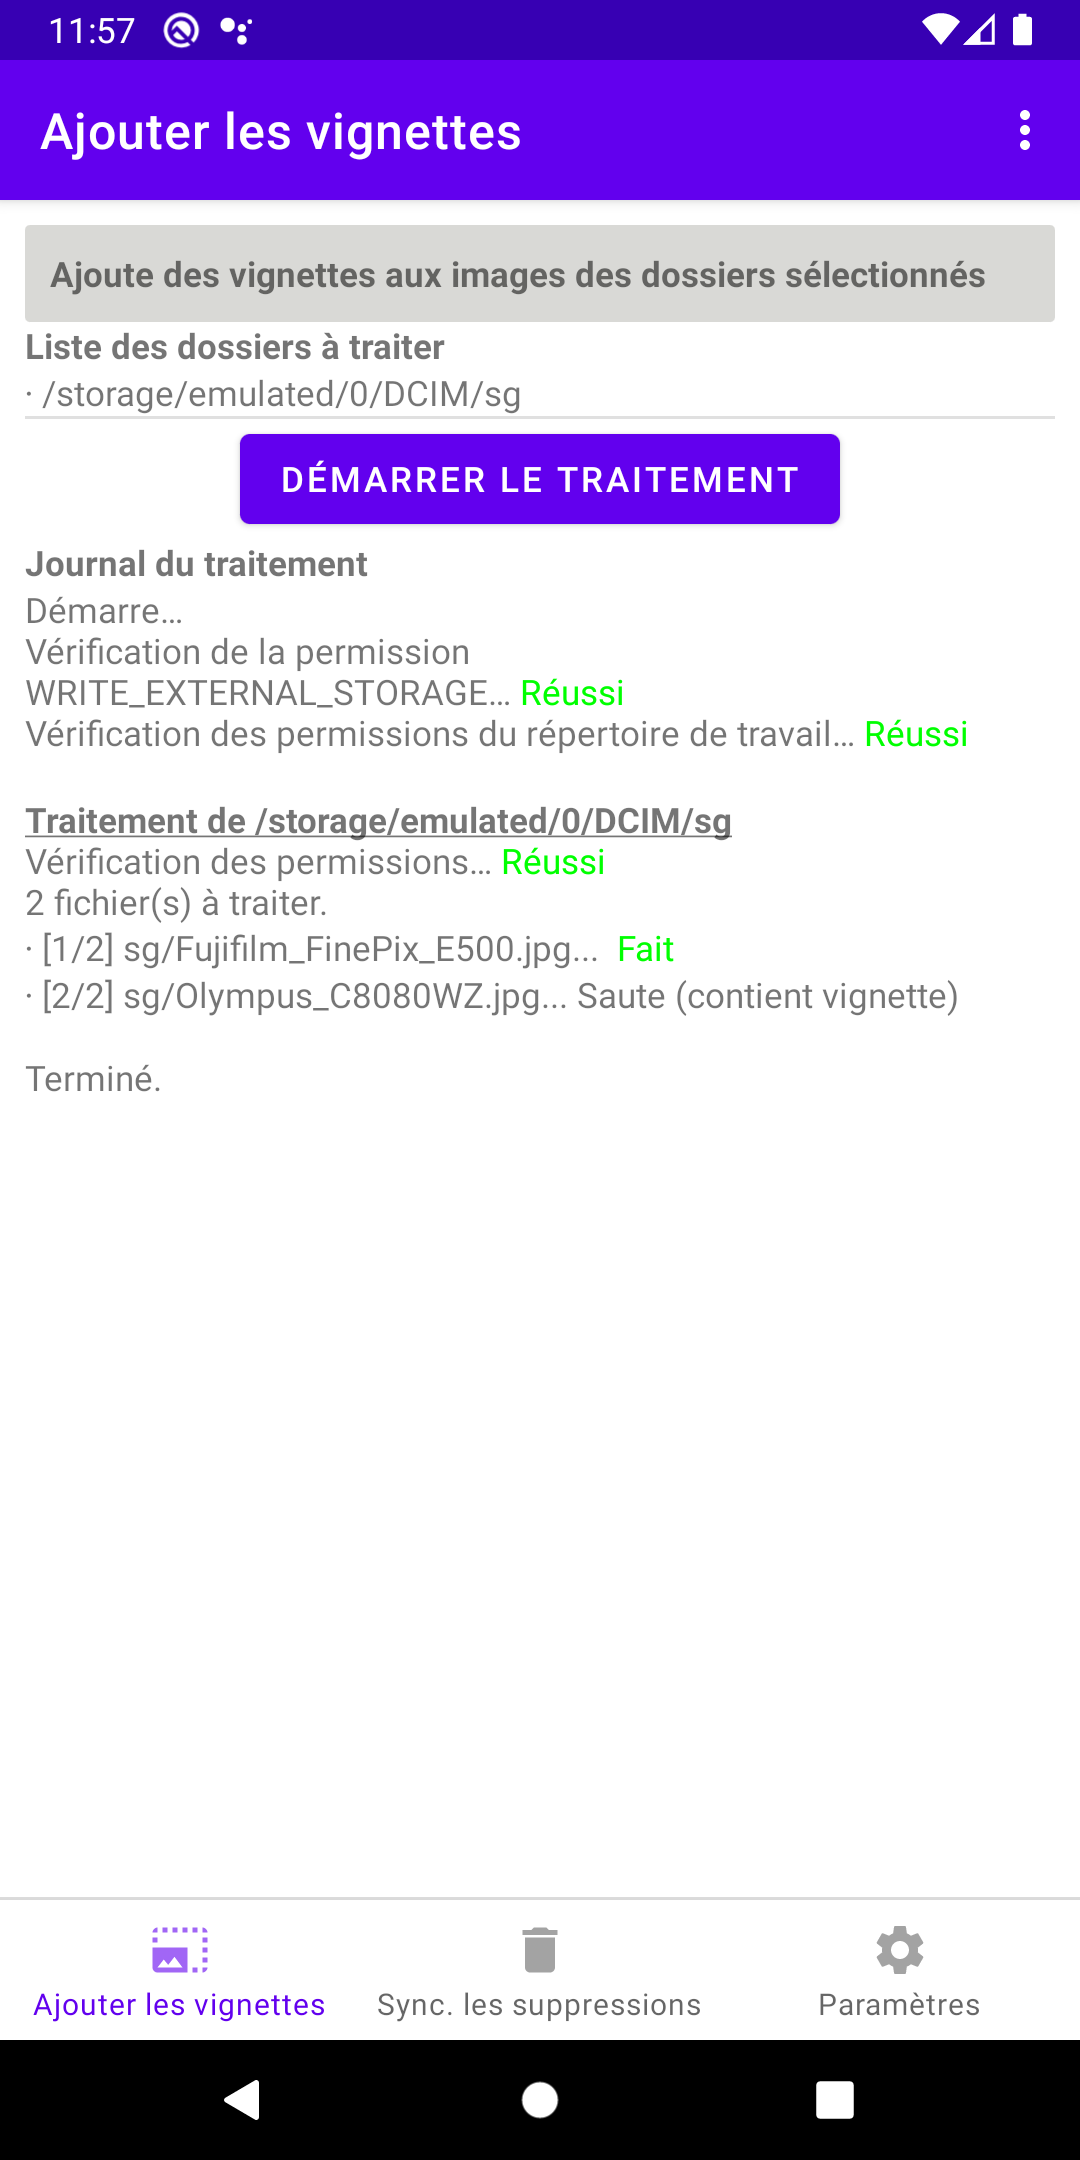 11:57
Ajouter les vignettes
Ajoute des vignettes aux images des dossiers sélectionnés
Liste des dossiers à traiter
· /storage/emulated/0/DCIM/sg
DÉMARRER LE TRAITEMENT
Journal du traitement
Démarre…
Vérification de la permission
WRITE_EXTERNAL_STORAGE… Réussi
Vérification des permissions du répertoire de travail… Réussi
Traitement de /storage/emulated/0/DCIM/sg
Vérification des permissions… Réussi
2 fichier(s) à traiter.
· [1/2] sg/Fujifilm_FinePix_E500.jpg... Fait
· [2/2] sg/Olympus_C8080WZ.jpg... Saute (contient vignette)
Terminé.
Ajouter les vignettes
Sync. les suppressions
Paramètres